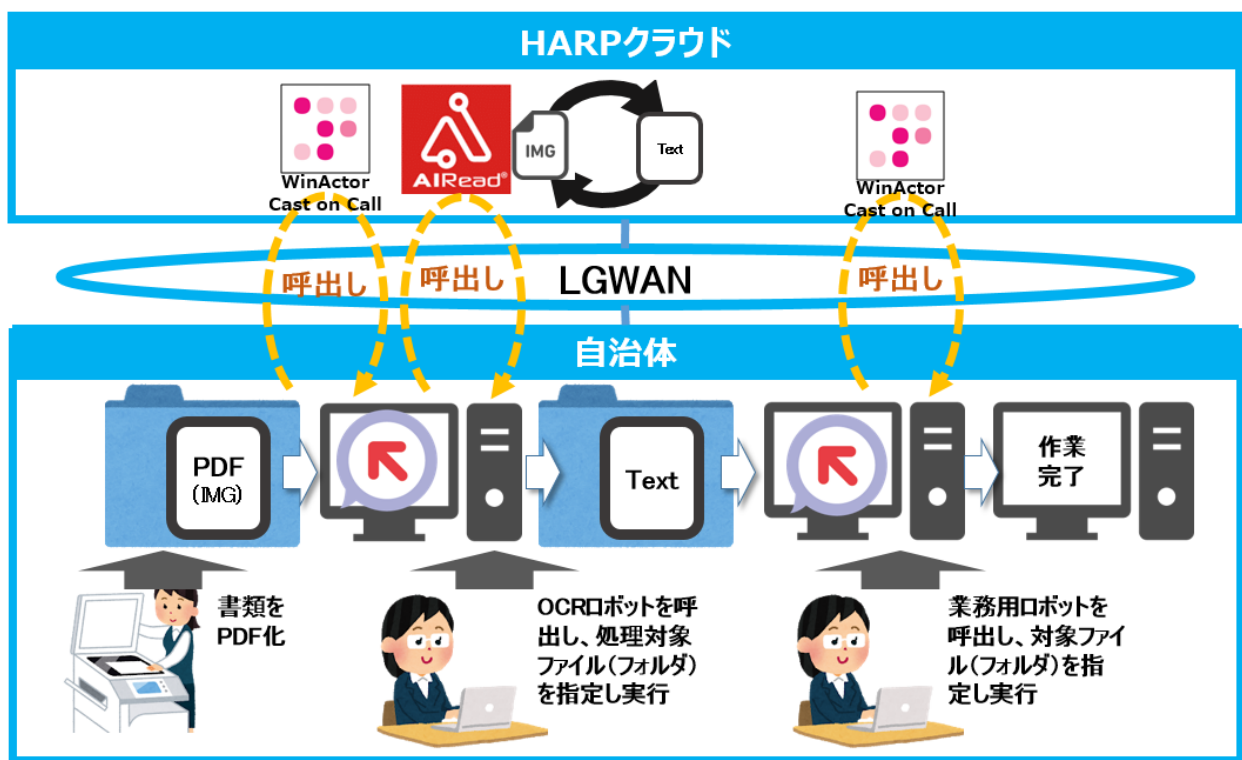 HARPクラウド
WinActor
Cast on Call
AIRead®
IMG
Text
WinActor
Cast on Call
呼出し
呼出し
LGWAN
呼出し
自治体
PDF
(IMG)
Text
作業
完了
書類を
PDF化
OCRロボットを呼
出し、処理対象
ファイル(フォルダ)
を指定し実行
業務用ロボットを
呼出し、対象ファイ
ル(フォルダ)を指
定し実行